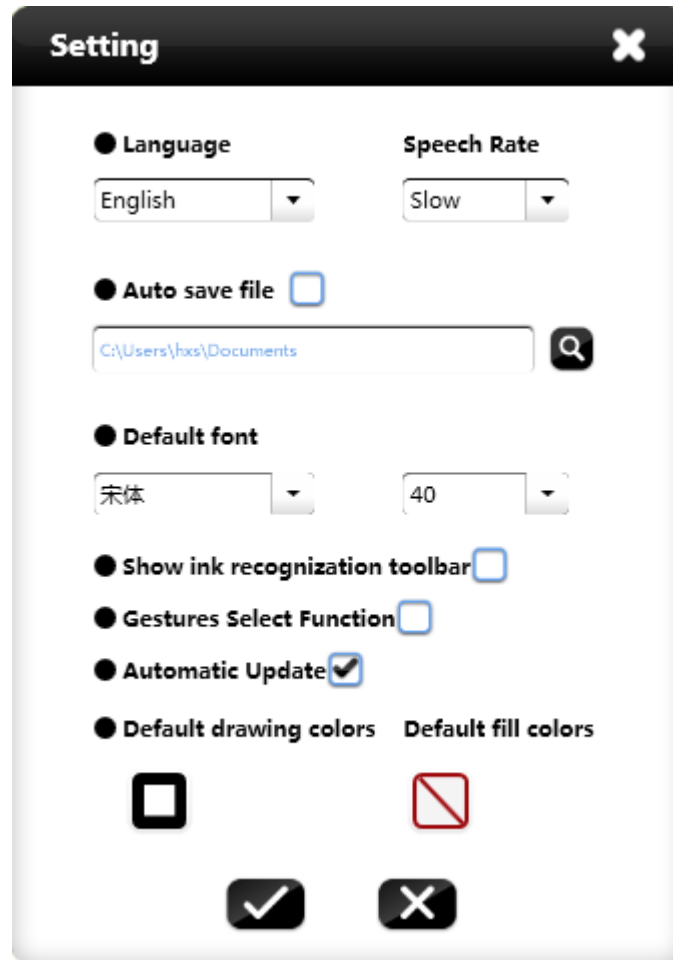 Setting
Language Speech Rate
English Slow
Auto save file
C:\Users\hxs\Documents
Default font
宋体 40
Show ink recognization toolbar
Gestures Select Function
Automatic Update
Default drawing colors Default fill colors